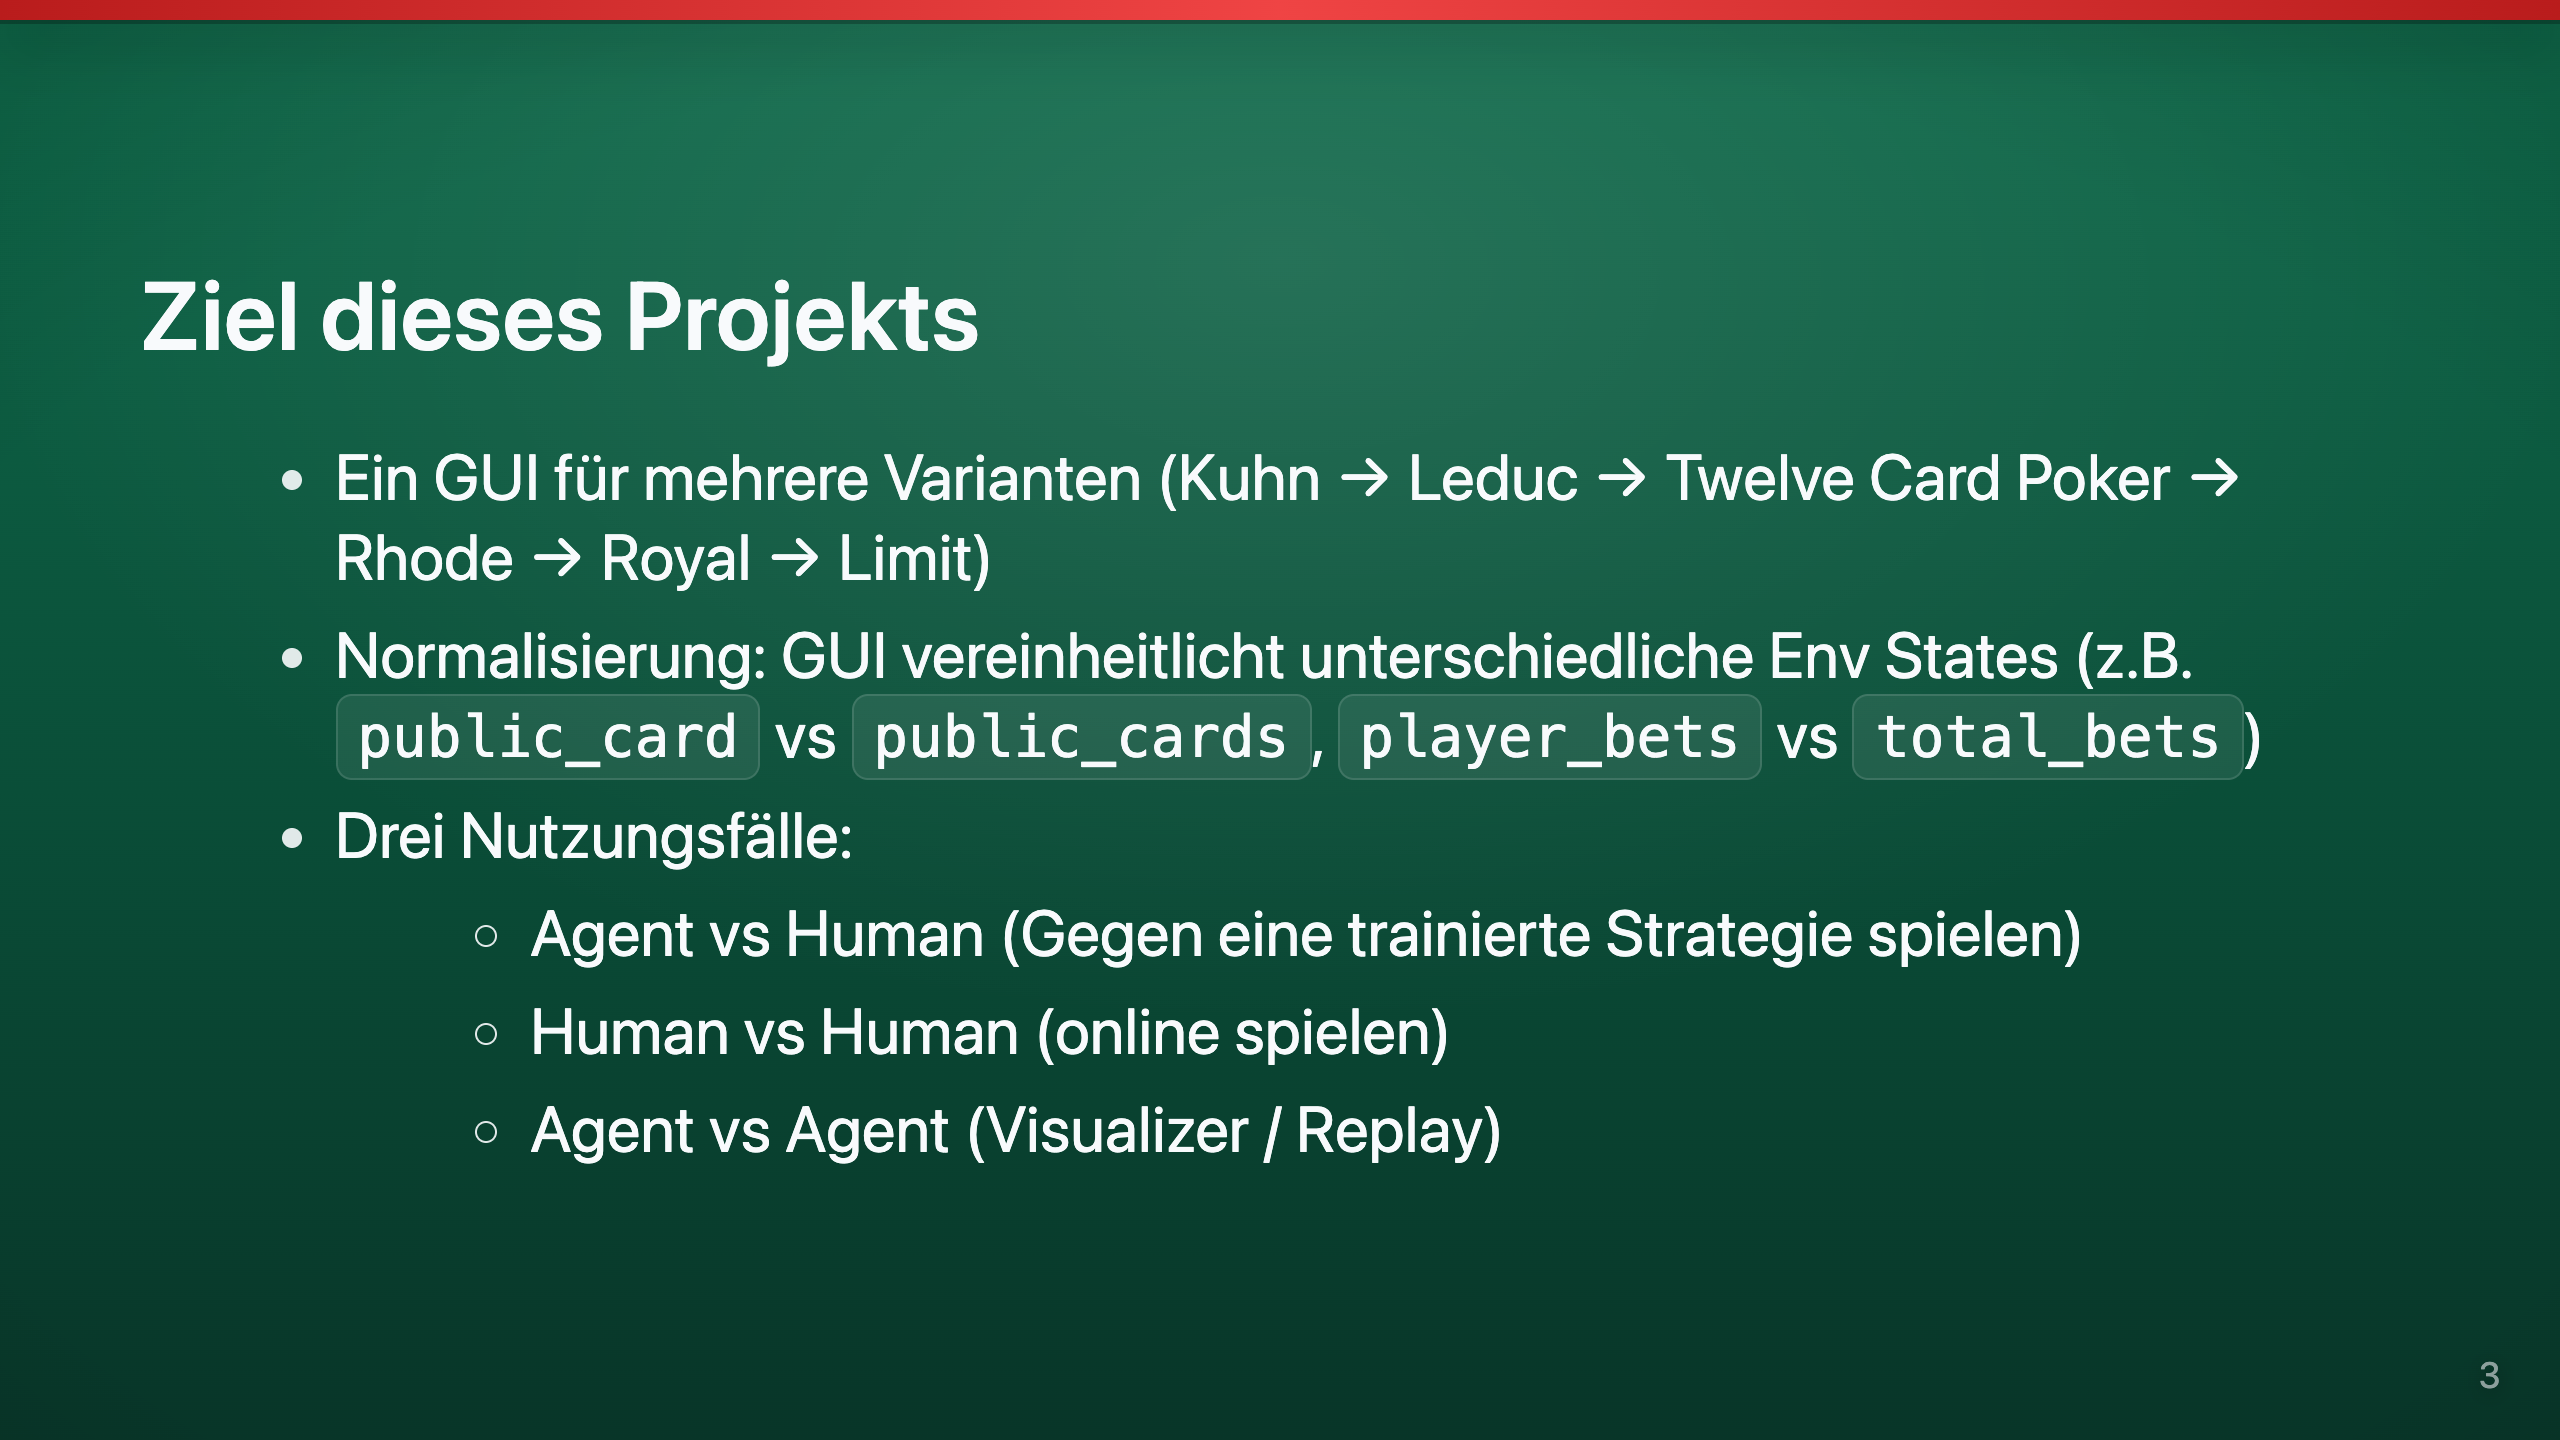 Ziel dieses Projekts
• Ein GUI für mehrere Varianten (Kuhn → Leduc → Twelve Card Poker →
Rhode → Royal → Limit)
• Normalisierung: GUI vereinheitlicht unterschiedliche Env States (z.B.
public_card vs public_cards, player_bets vs total_bets)
• Drei Nutzungsfälle:
○ Agent vs Human (Gegen eine trainierte Strategie spielen)
○ Human vs Human (online spielen)
○ Agent vs Agent (Visualizer / Replay)
3